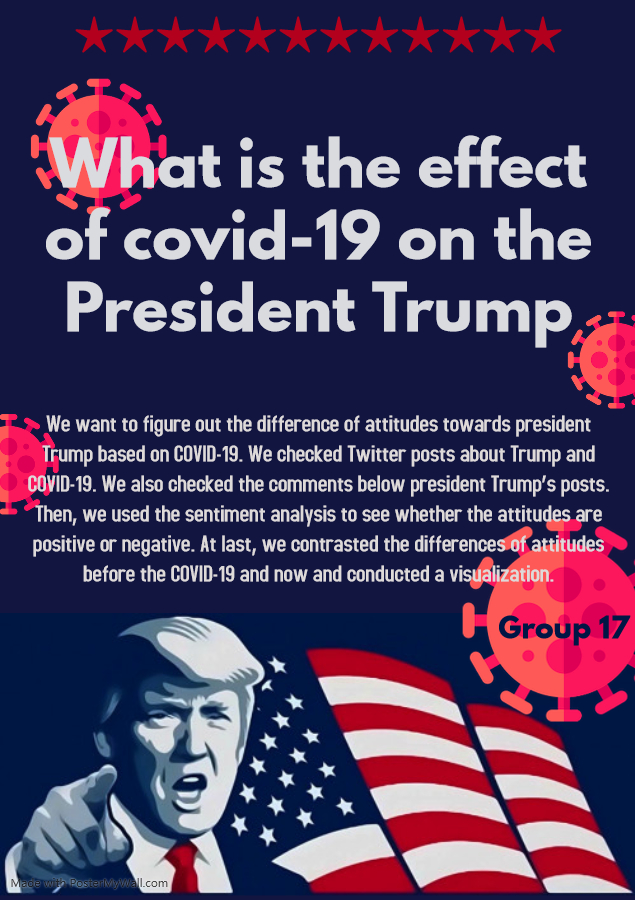 What is the effect
of covid-19 on the
President Trump
We want to figure out the difference of attitudes towards president
Trump based on COVID-19. We checked Twitter posts about Trump and
COVID-19. We also checked the comments below president Trump's posts.
Then, we used the sentiment analysis to see whether the attitudes are
positive or negative. At last, we contrasted the differences of attitudes
before the COVID-19 and now and conducted a visualization.
Group 17
Made with PosterMyWall.com